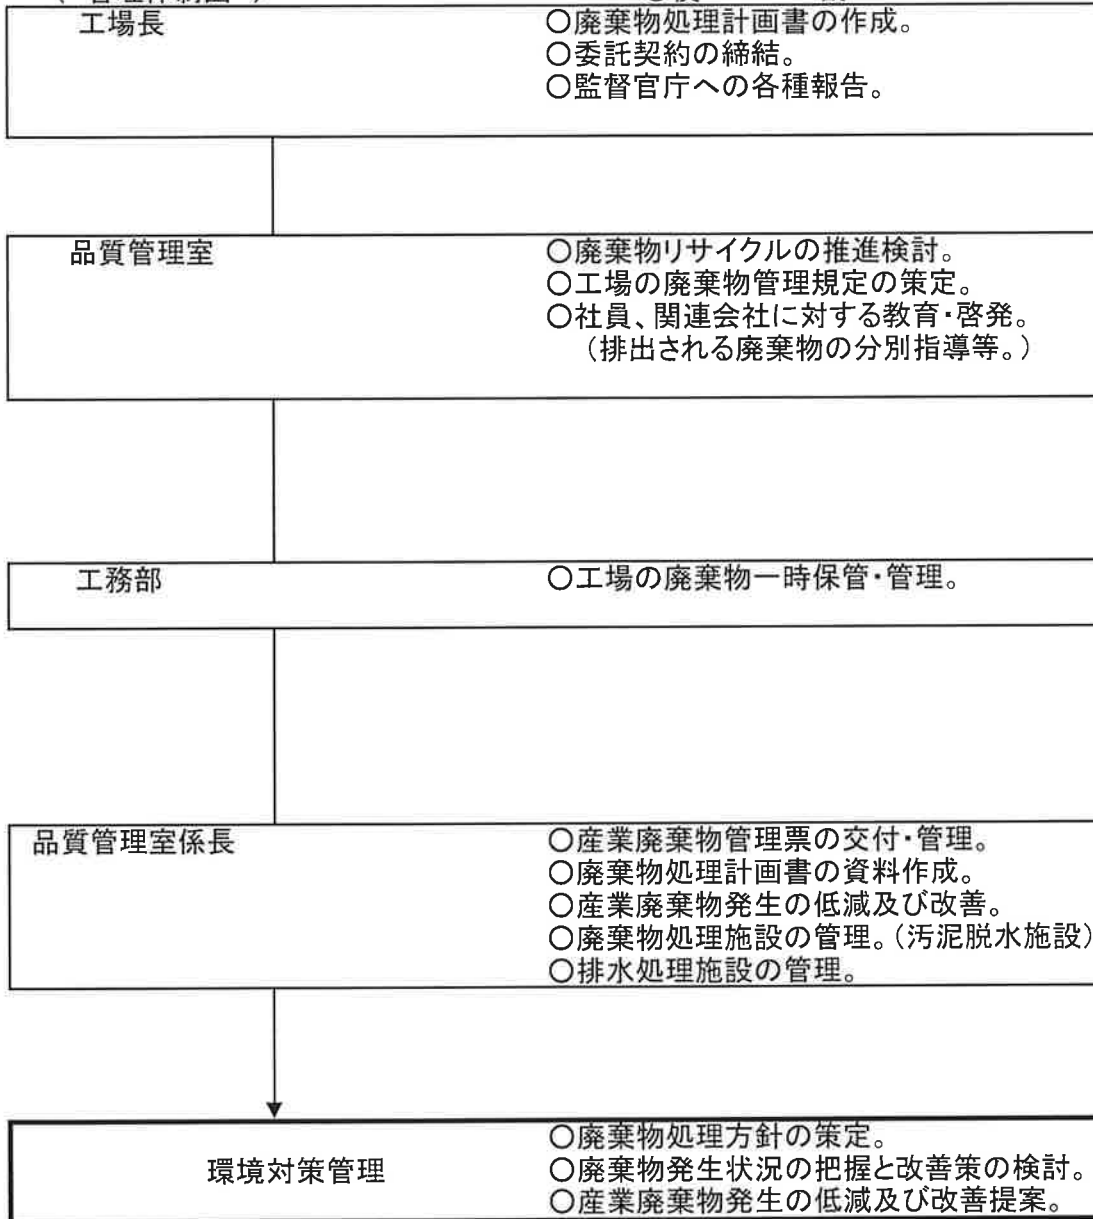 工場長
○廃棄物処理計画書の作成。
○委託契約の締結。
○監督官庁への各種報告。
品質管理室
○廃棄物リサイクルの推進検討。
○工場の廃棄物管理規定の策定。
○社員、関連会社に対する教育・啓発。
（排出される廃棄物の分別指導等。）
工務部
○工場の廃棄物一時保管・管理。
品質管理室係長
○産業廃棄物管理票の交付・管理。
○廃棄物処理計画書の資料作成。
○産業廃棄物発生の低減及び改善。
○廃棄物処理施設の管理。（汚泥脱水施設）
○排水処理施設の管理。
環境対策管理
○廃棄物処理方針の策定。
○廃棄物発生状況の把握と改善策の検討。
○産業廃棄物発生の低減及び改善提案。